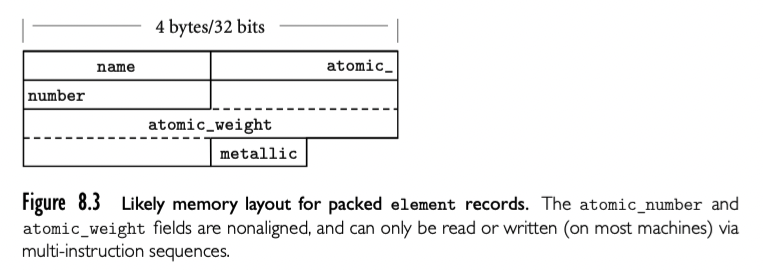 4 bytes/32 bits
name atomic_
number
atomic_weight
metallic
Figure 8.3 Likely memory layout for packed element records. The atomic_number and
atomic_weight fields are nonaligned, and can only be read or written (on most machines) via
multi-instruction sequences.